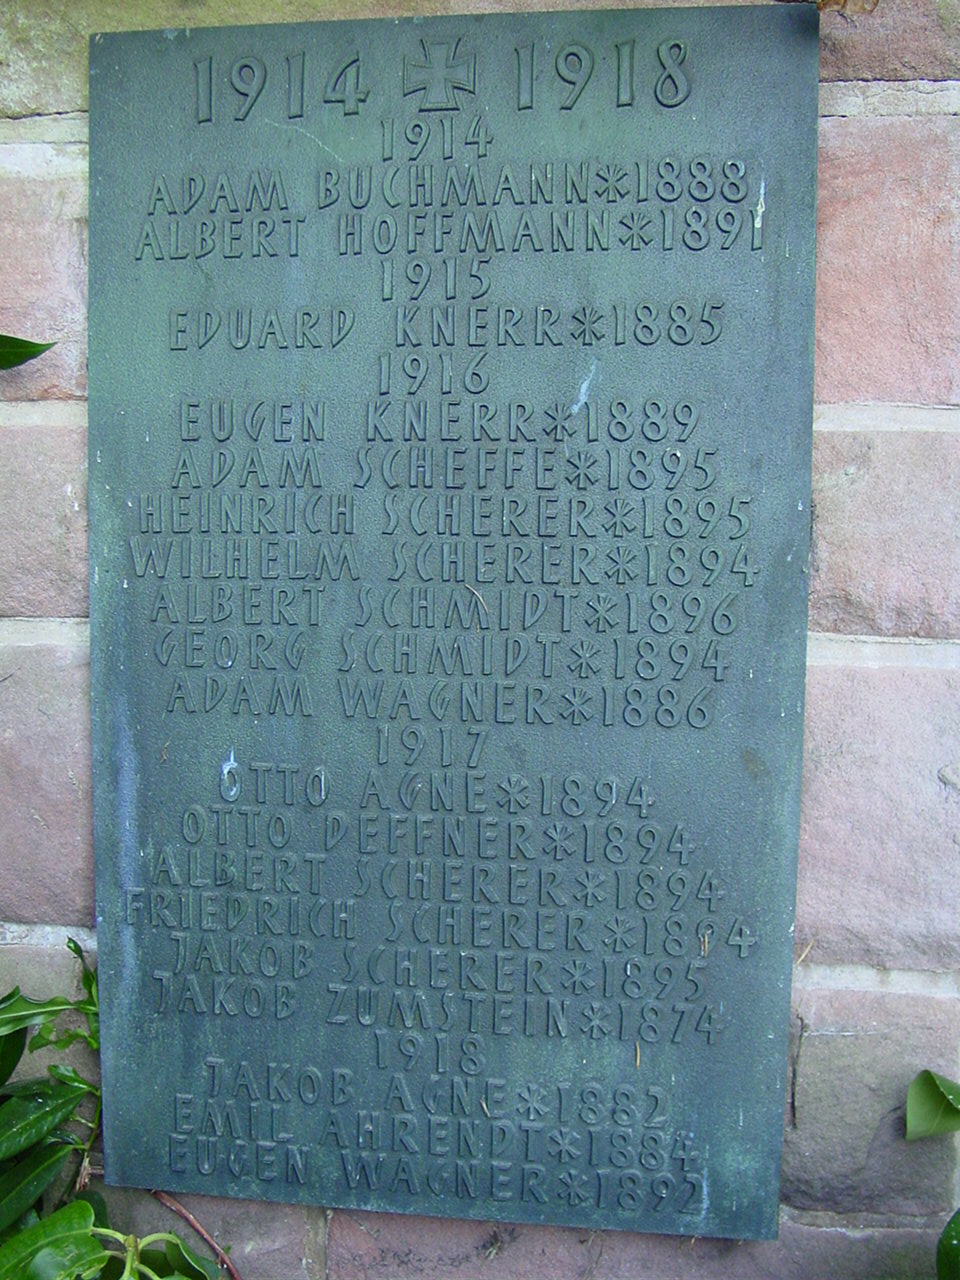 1914 ✠ 1918
1914
ADAM BUCHMANN*1888
ALBERT HOFFMANN*1891
1915
EDUARD KNERR*1885
1916
EUGEN KNERR*1889
ADAM SCHEFFE*1895
HEINRICH SCHERER*1895
WILHELM SCHERER*1894
ALBERT SCHMIDT*1896
GEORG SCHMIDT*1894
ADAM WAGNER*1886
1917
OTTO AGNE*1894
OTTO DEFFNER*1894
ALBERT SCHERER*1894
FRIEDRICH SCHERER*1894
JAKOB SCHERER*1895
JAKOB ZUMSTEIN*1874
1918
JAKOB AGNE*1882
EMIL AHRENDT*1884
EUGEN WAGNER*1892